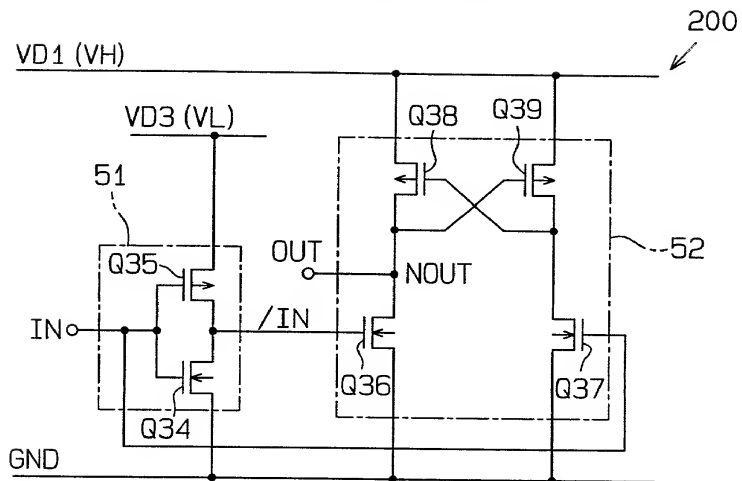 200
VD1 (VH)
VD3 (VL)
Q38
Q39
51
52
Q35
OUT
NOUT
IN
/IN
Q36
Q37
Q34
GND